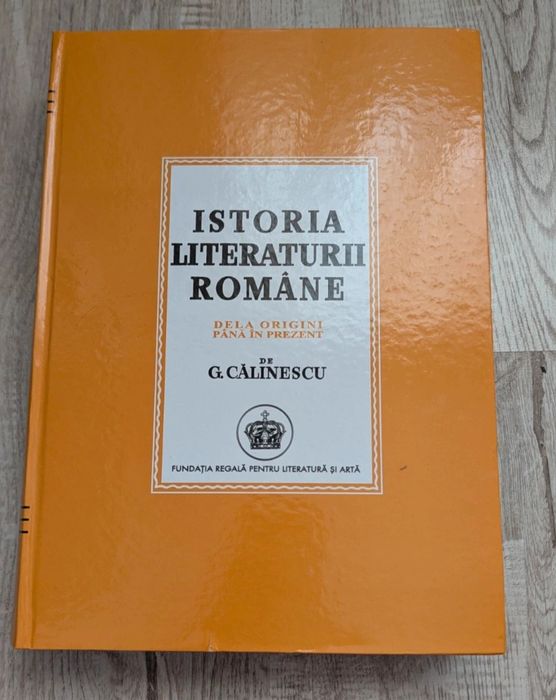 ISTORIA
LITERATURII
ROMÂNE
DELA ORIGINI
PÂNĂ ÎN PREZENT
DE
G. CĂLINESCU
FUNDAȚIA REGALĂ PENTRU LITERATURĂ ȘI ARTĂ